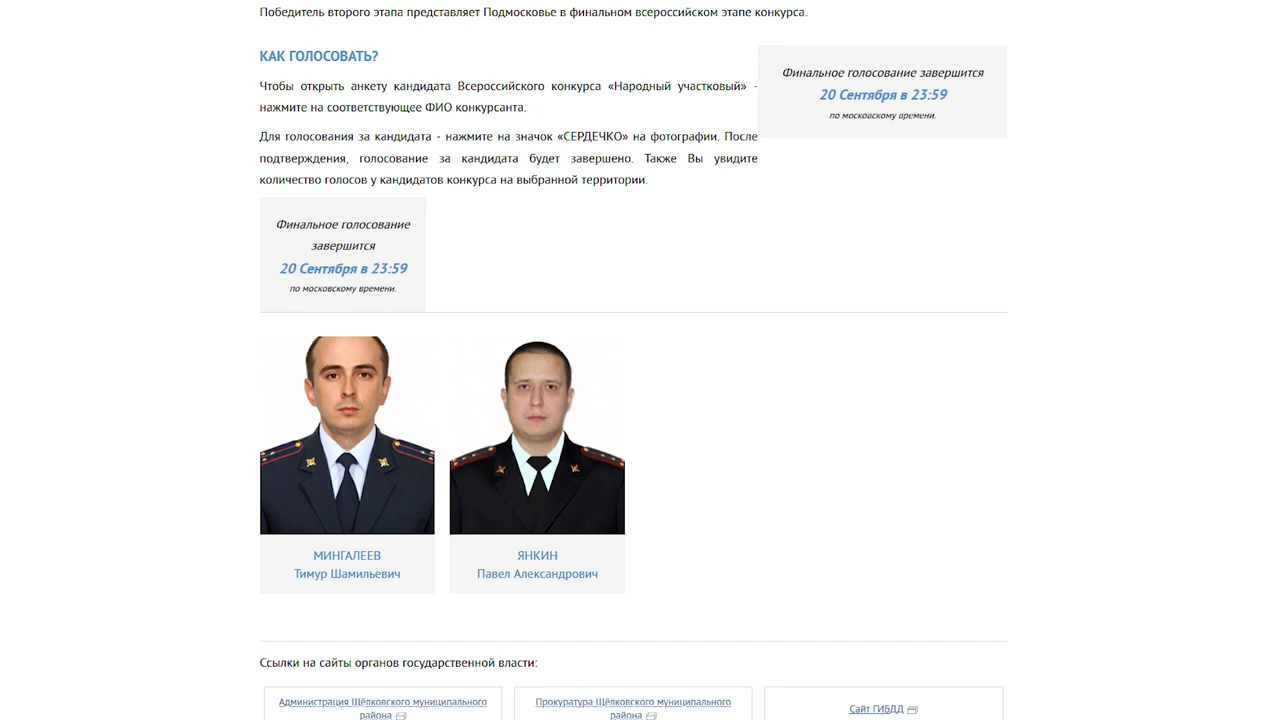 Победитель второго этапа представляет Подмосковье в финальном всероссийском этапе конкурса.
КАК ГОЛОСОВАТЬ?
Чтобы открыть анкету кандидата Всероссийского конкурса «Народный участковый» -
нажмите на соответствующее ФИО конкурсанта.
Для голосования за кандидата - нажмите на значок «СЕРДЕЧКО» на фотографии. После
подтверждения, голосование за кандидата будет завершено. Также Вы увидите
количество голосов у кандидатов конкурса на выбранной территории.
Финальное голосование завершится
20 Сентября в 23:59
по московскому времени.
Финальное голосование
завершится
20 Сентября в 23:59
по московскому времени.
МИНГАЛЕЕВ
Тимур Шамильевич
ЯНКИН
Павел Александрович
Ссылки на сайты органов государственной власти:
Администрация Щёлковского муниципального
района
Прокуратура Щёлковского муниципального
района
Сайт ГИБДД